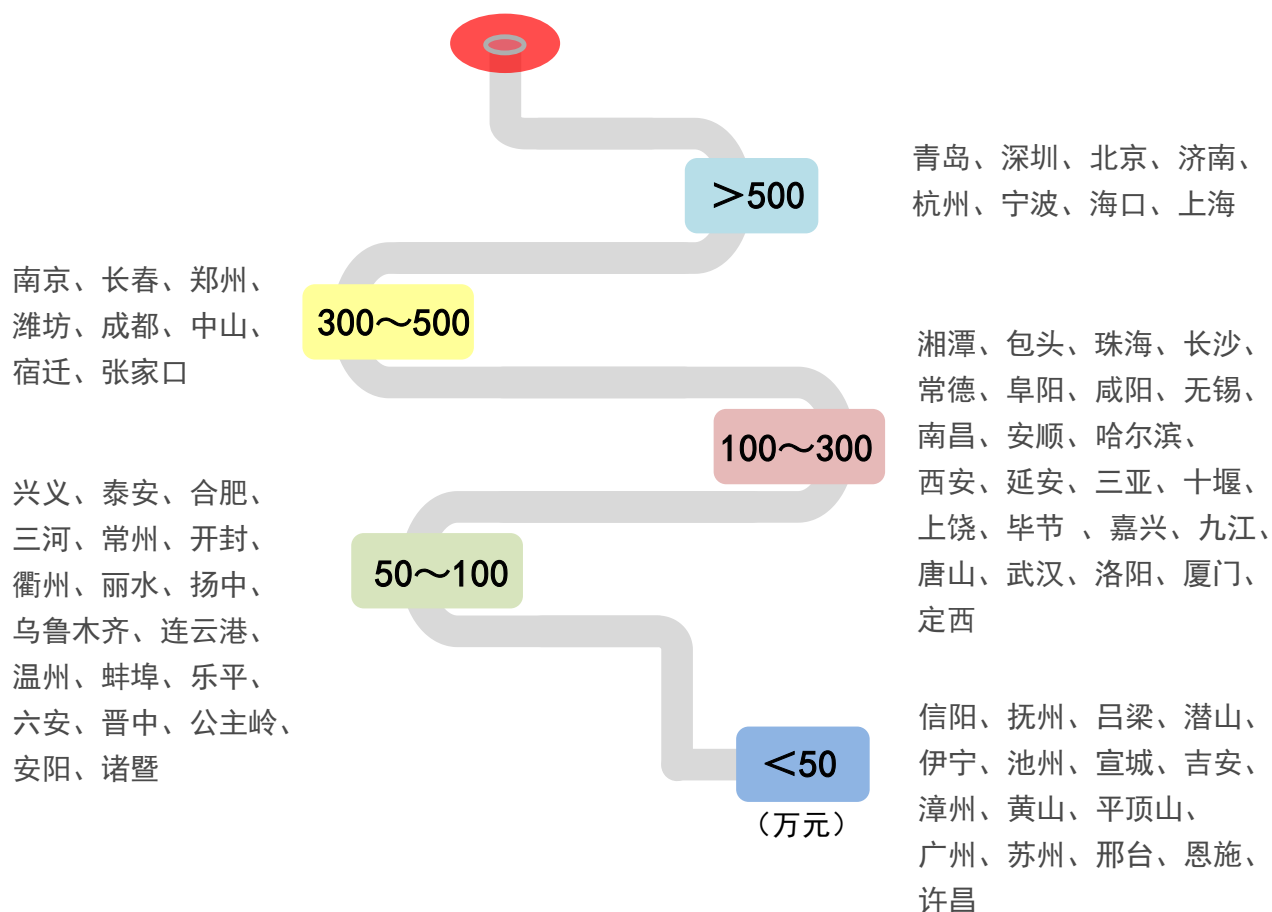 >500
青岛、深圳、北京、济南、
杭州、宁波、海口、上海
300～500
南京、长春、郑州、
潍坊、成都、中山、
宿迁、张家口
100～300
湘潭、包头、珠海、长沙、
常德、阜阳、咸阳、无锡、
南昌、安顺、哈尔滨、
西安、延安、三亚、十堰、
上饶、毕节 、嘉兴、九江、
唐山、武汉、洛阳、厦门、
定西
50～100
兴义、泰安、合肥、
三河、常州、开封、
衢州、丽水、扬中、
乌鲁木齐、连云港、
温州、蚌埠、乐平、
六安、晋中、公主岭、
安阳、诸暨
<50
（万元）
信阳、抚州、吕梁、潜山、
伊宁、池州、宣城、吉安、
漳州、黄山、平顶山、
广州、苏州、邢台、恩施、
许昌